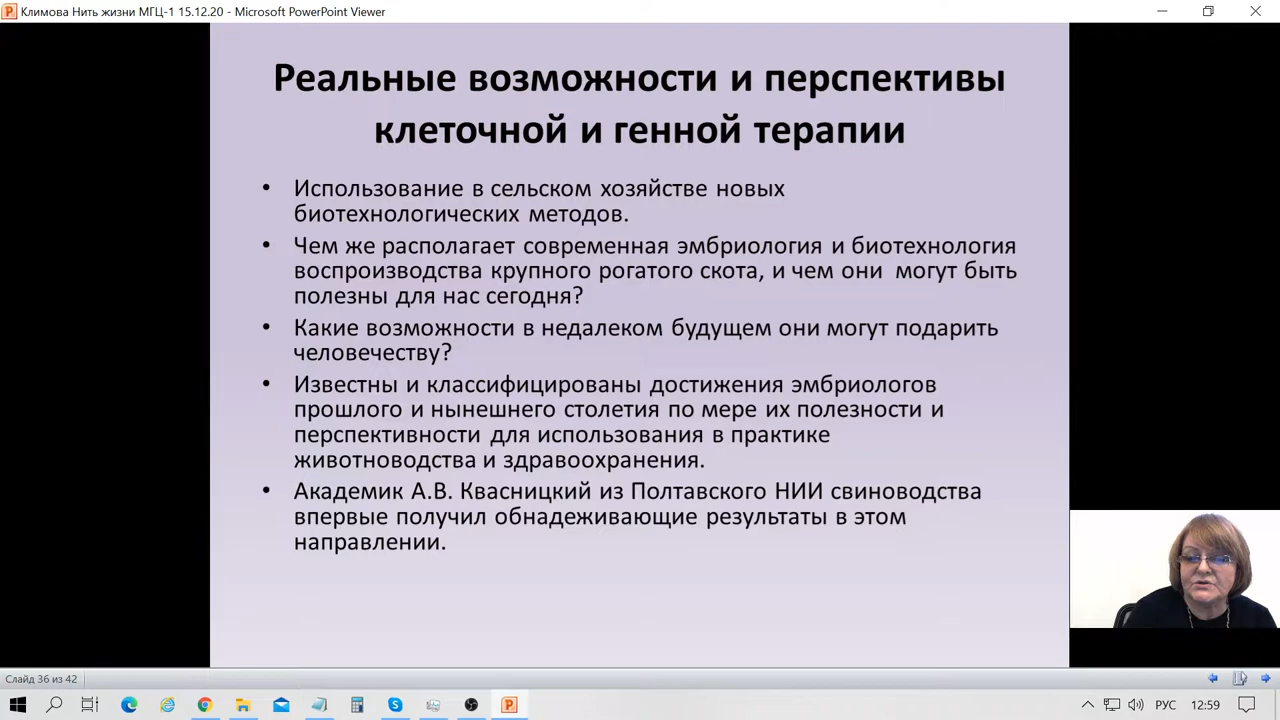 Климова Нить жизни МГЦ-1 15.12.20 - Microsoft PowerPoint Viewer
Реальные возможности и перспективы
клеточной и генной терапии
• Использование в сельском хозяйстве новых
биотехнологических методов.
• Чем же располагает современная эмбриология и биотехнология
воспроизводства крупного рогатого скота, и чем они могут быть
полезны для нас сегодня?
• Какие возможности в недалеком будущем они могут подарить
человечеству?
• Известны и классифицированы достижения эмбриологов
прошлого и нынешнего столетия по мере их полезности и
перспективности для использования в практике
животноводства и здравоохранения.
• Академик А.В. Квасницкий из Полтавского НИИ свиноводства
впервые получил обнадеживающие результаты в этом
направлении.
Слайд 36 из 42
РУС 12:59